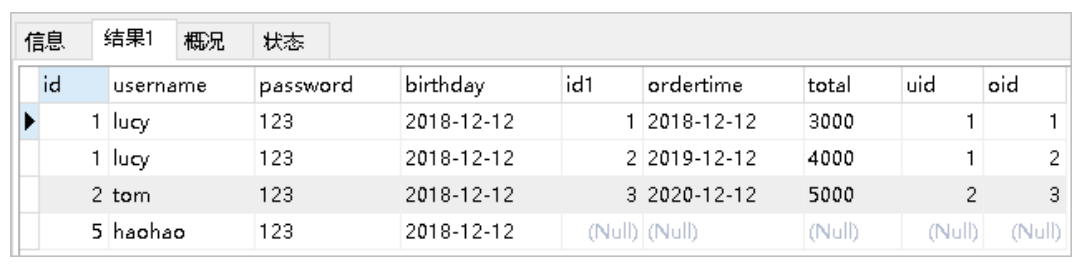 信息 结果1 概况 状态
id username password birthday id1 ordertime total uid oid
1 lucy 123 2018-12-12 1 2018-12-12 3000 1 1
1 lucy 123 2018-12-12 2 2019-12-12 4000 1 2
2 tom 123 2018-12-12 3 2020-12-12 5000 2 3
5 haohao 123 2018-12-12 (Null) (Null) (Null) (Null) (Null)